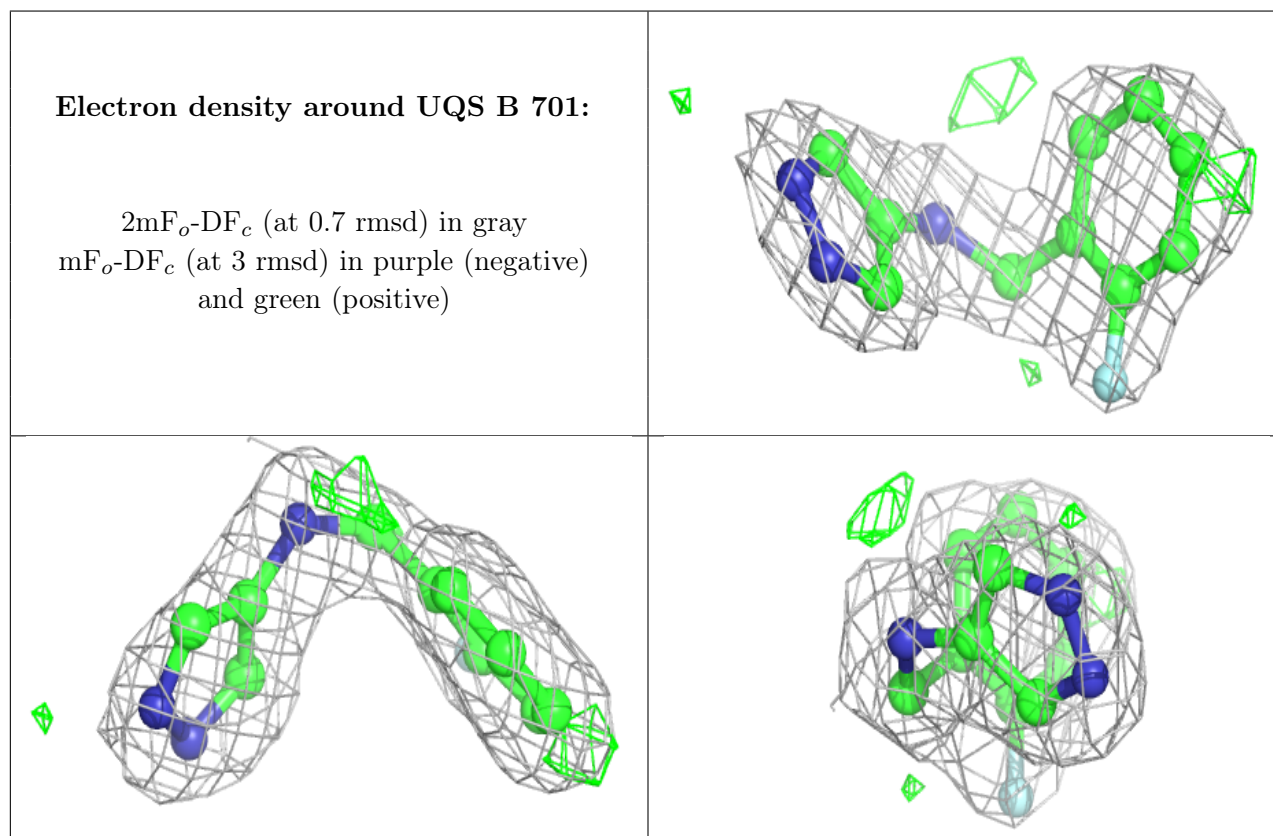 Electron density around UQS B 701:
2mFₒ-DF𝒸 (at 0.7 rmsd) in gray
mFₒ-DF𝒸 (at 3 rmsd) in purple (negative)
and green (positive)